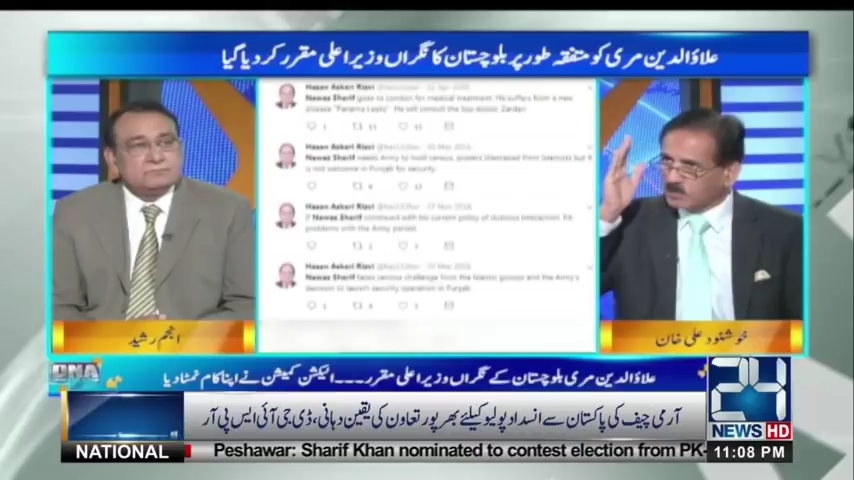 علاؤالدین مری کو متفقہ طور پر بلوچستان کا نگراں وزیراعلی مقرر کر دیا گیا
Hasan Askari Rizvi
Nawaz Sharif goes to London for medical treatment. He suffers from a new
disease "Panama Leaks". He will consult the top doctor Zardari
Hasan Askari Rizvi
Nawaz Sharif needs Army to hold census, protect
is not welcome in Punjab for security.
Hasan Askari Rizvi
If Nawaz Sharif continued with his current policy of dubious interaction, his
problems with the Army persist.
Hasan Askari Rizvi
Nawaz Sharif faces serious challenge from the Islamic groups and the Army's
decision to launch security operation in Punjab
انجم رشید
خوشنود علی خان
DNA
علاؤالدین مری بلوچستان کے نگراں وزیراعلی مقرر۔۔۔الیکشن کمیشن نے اپنا کام نمٹا دیا
24
NEWS HD
آرمی چیف کی پاکستان سے انسداد پولیو کیلئے بھرپور تعاون کی یقین دہانی، ڈی جی آئی ایس پی آر
NATIONAL
Peshawar: Sharif Khan nominated to contest election from PK-
11:08 PM